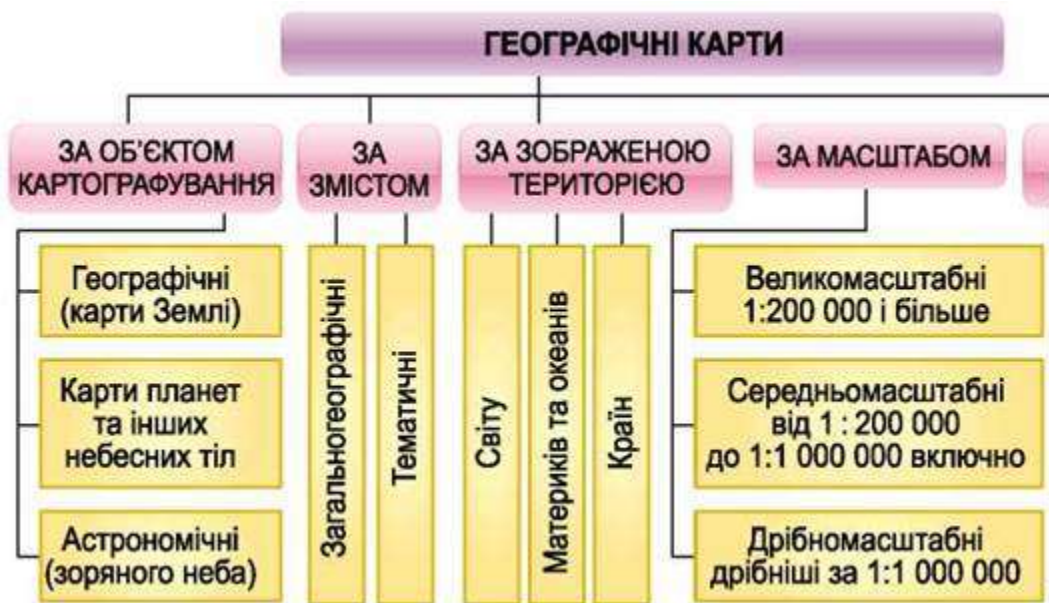 ГЕОГРАФІЧНІ КАРТИ
ЗА ОБ’ЄКТОМ
КАРТОГРАФУВАННЯ
ЗА
ЗМІСТОМ
ЗА ЗОБРАЖЕНОЮ
ТЕРИТОРІЄЮ
ЗА МАСШТАБОМ
Географічні
(карти Землі)
Карти планет
та інших
небесних тіл
Астрономічні
(зоряного неба)
Загальногеографічні
Тематичні
Світу
Материків та океанів
Країн
Великомасштабні
1:200 000 і більше
Середньомасштабні
від 1 : 200 000
до 1:1 000 000 включно
Дрібномасштабні
дрібніші за 1:1 000 000